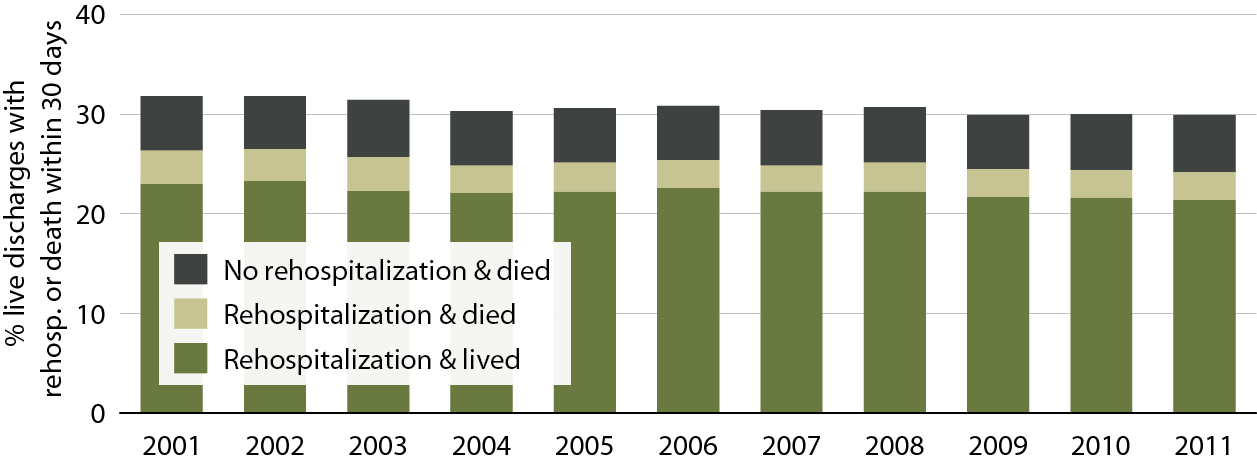 % live discharges with
rehosp. or death within 30 days
40
30
20
10
0
No rehospitalization & died
Rehospitalization & died
Rehospitalization & lived
2001 2002 2003 2004 2005 2006 2007 2008 2009 2010 2011